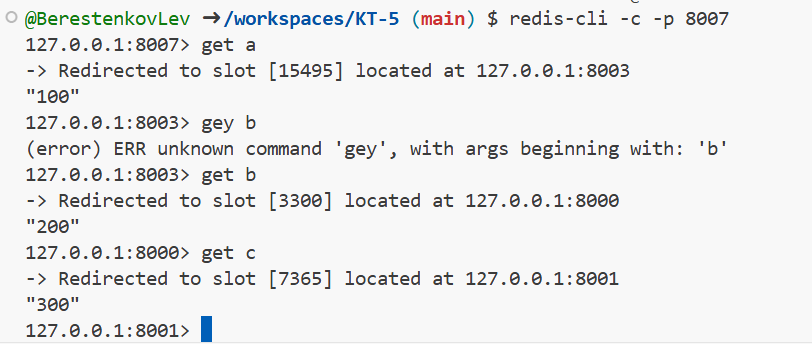 @BerestenkovLev ➜/workspaces/KT-5 (main) $ redis-cli -c -p 8007
127.0.0.1:8007> get a
-> Redirected to slot [15495] located at 127.0.0.1:8003
"100"
127.0.0.1:8003> gey b
(error) ERR unknown command 'gey', with args beginning with: 'b'
127.0.0.1:8003> get b
-> Redirected to slot [3300] located at 127.0.0.1:8000
"200"
127.0.0.1:8000> get c
-> Redirected to slot [7365] located at 127.0.0.1:8001
"300"
127.0.0.1:8001>